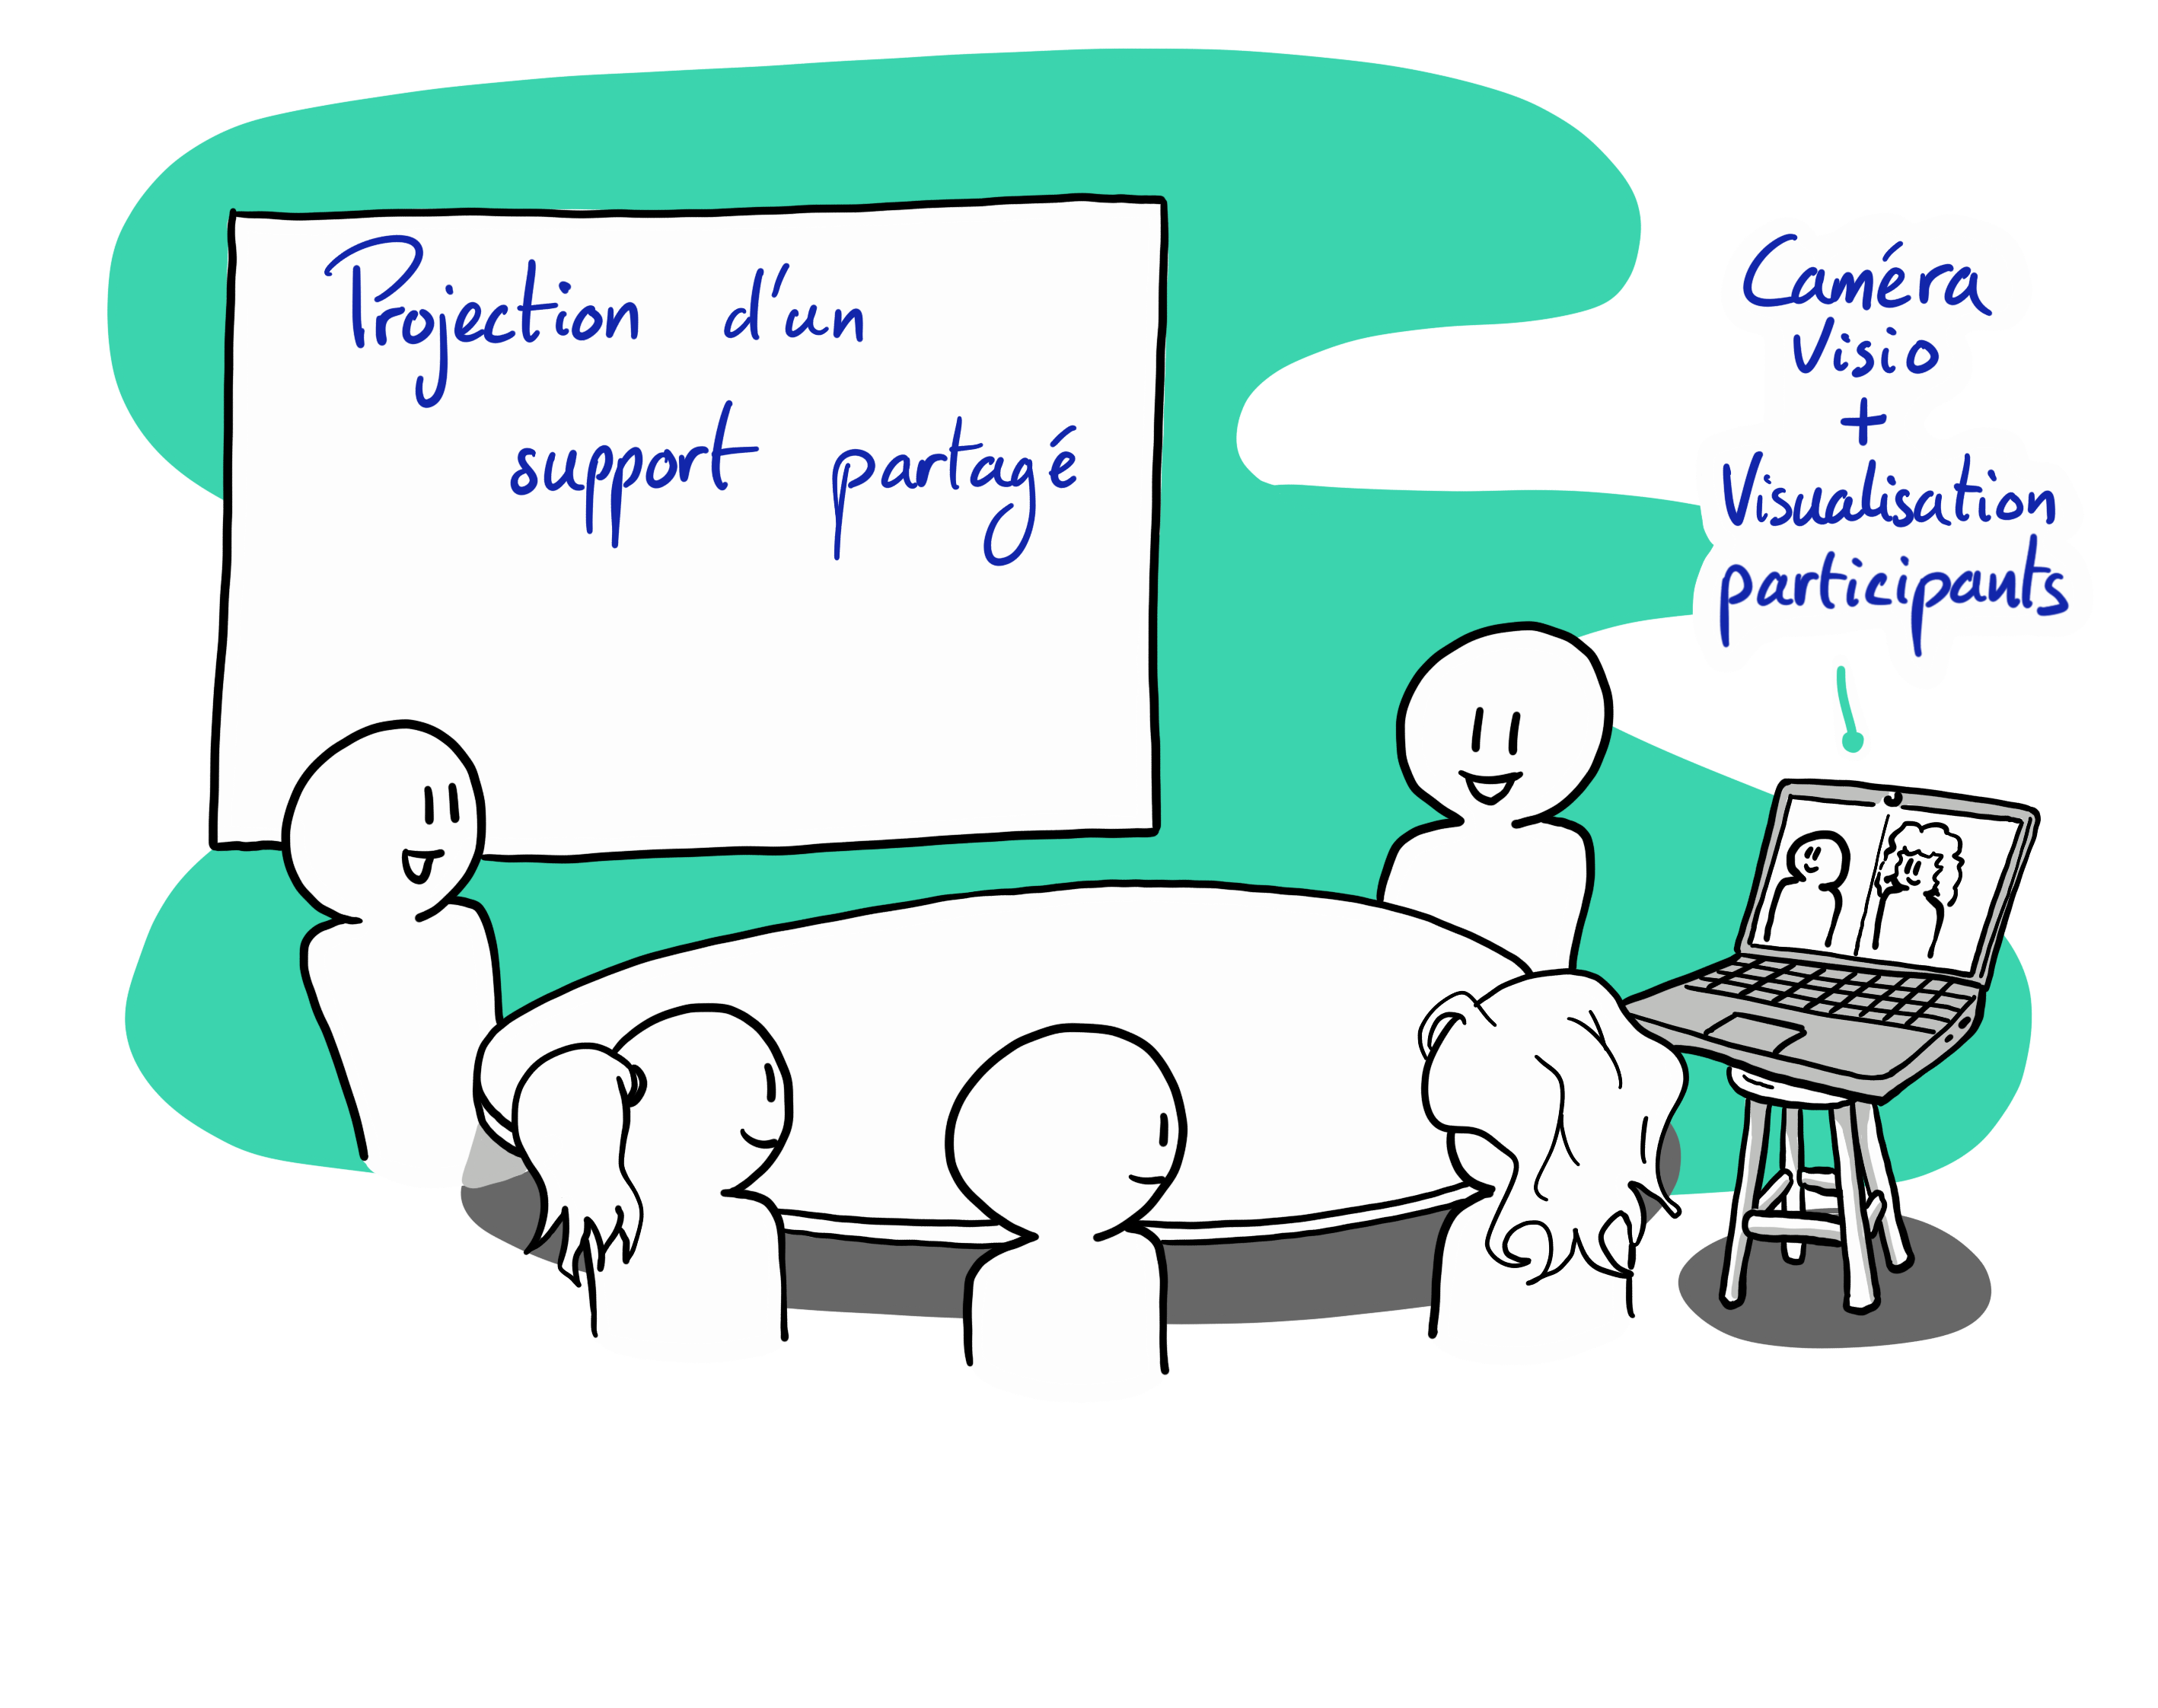 Projection d'un
support partagé
Caméra
Visio
+
Visualisation
participants